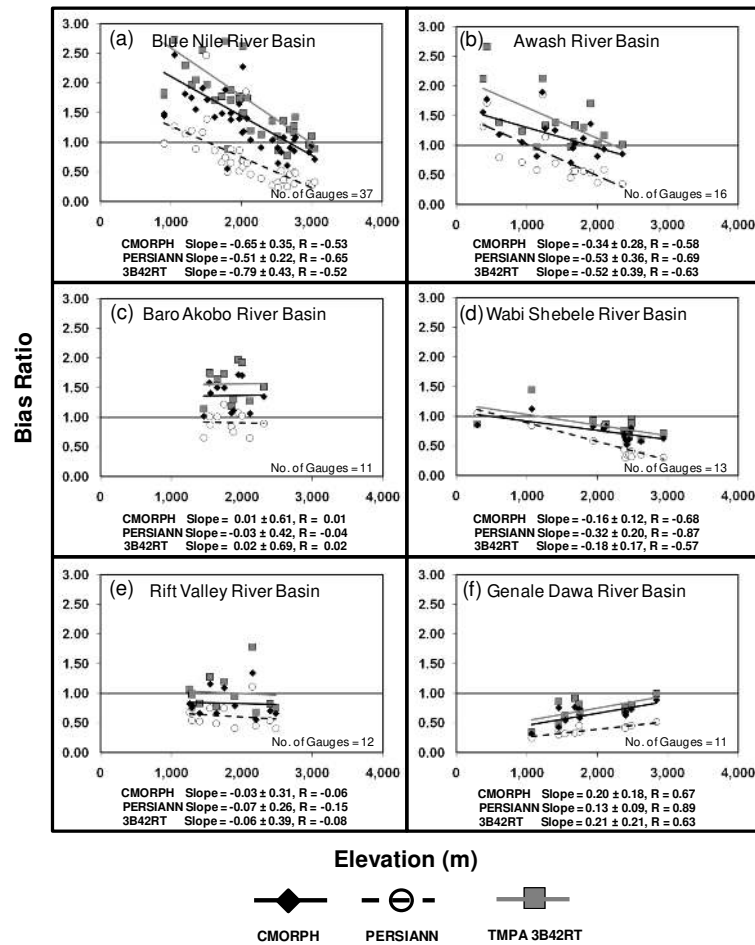 (a) Blue Nile River Basin
3.00
2.50
2.00
1.50
1.00
0.50
0.00
No. of Gauges = 37
1,000 2,000 3,000 4,000
CMORPH Slope = -0.65 ± 0.35, R = -0.53
PERSIANN Slope = -0.51 ± 0.22, R = -0.65
3B42RT Slope = -0.79 ± 0.43, R = -0.52
(b) Awash River Basin
3.00
2.50
2.00
1.50
1.00
0.50
0.00
No. of Gauges = 16
0 1,000 2,000 3,000 4,000
CMORPH Slope = -0.34 ± 0.28, R = -0.58
PERSIANN Slope = -0.53 ± 0.36, R = -0.69
3B42RT Slope = -0.52 ± 0.39, R = -0.63
Bias Ratio
(c) Baro Akobo River Basin
3.00
2.50
2.00
1.50
1.00
0.50
0.00
No. of Gauges = 11
0 1,000 2,000 3,000 4,000
CMORPH Slope = 0.01 ± 0.61, R = 0.01
PERSIANN Slope = -0.03 ± 0.42, R = -0.04
3B42RT Slope = 0.02 ± 0.69, R = 0.02
(d) Wabi Shebele River Basin
3.00
2.50
2.00
1.50
1.00
0.50
0.00
No. of Gauges = 13
0 1,000 2,000 3,000 4,000
CMORPH Slope = -0.16 ± 0.12, R = -0.68
PERSIANN Slope = -0.32 ± 0.20, R = -0.87
3B42RT Slope = -0.18 ± 0.17, R = -0.57
(e) Rift Valley River Basin
3.00
2.50
2.00
1.50
1.00
0.50
0.00
No. of Gauges = 12
0 1,000 2,000 3,000 4,000
CMORPH Slope = -0.03 ± 0.31, R = -0.06
PERSIANN Slope = -0.07 ± 0.26, R = -0.15
3B42RT Slope = -0.06 ± 0.39, R = -0.08
(f) Genale Dawa River Basin
3.00
2.50
2.00
1.50
1.00
0.50
0.00
No. of Gauges = 11
0 1,000 2,000 3,000 4,000
CMORPH Slope = 0.20 ± 0.18, R = 0.67
PERSIANN Slope = 0.13 ± 0.09, R = 0.89
3B42RT Slope = 0.21 ± 0.21, R = 0.63
Elevation (m)
CMORPH PERSIANN TMPA 3B42RT